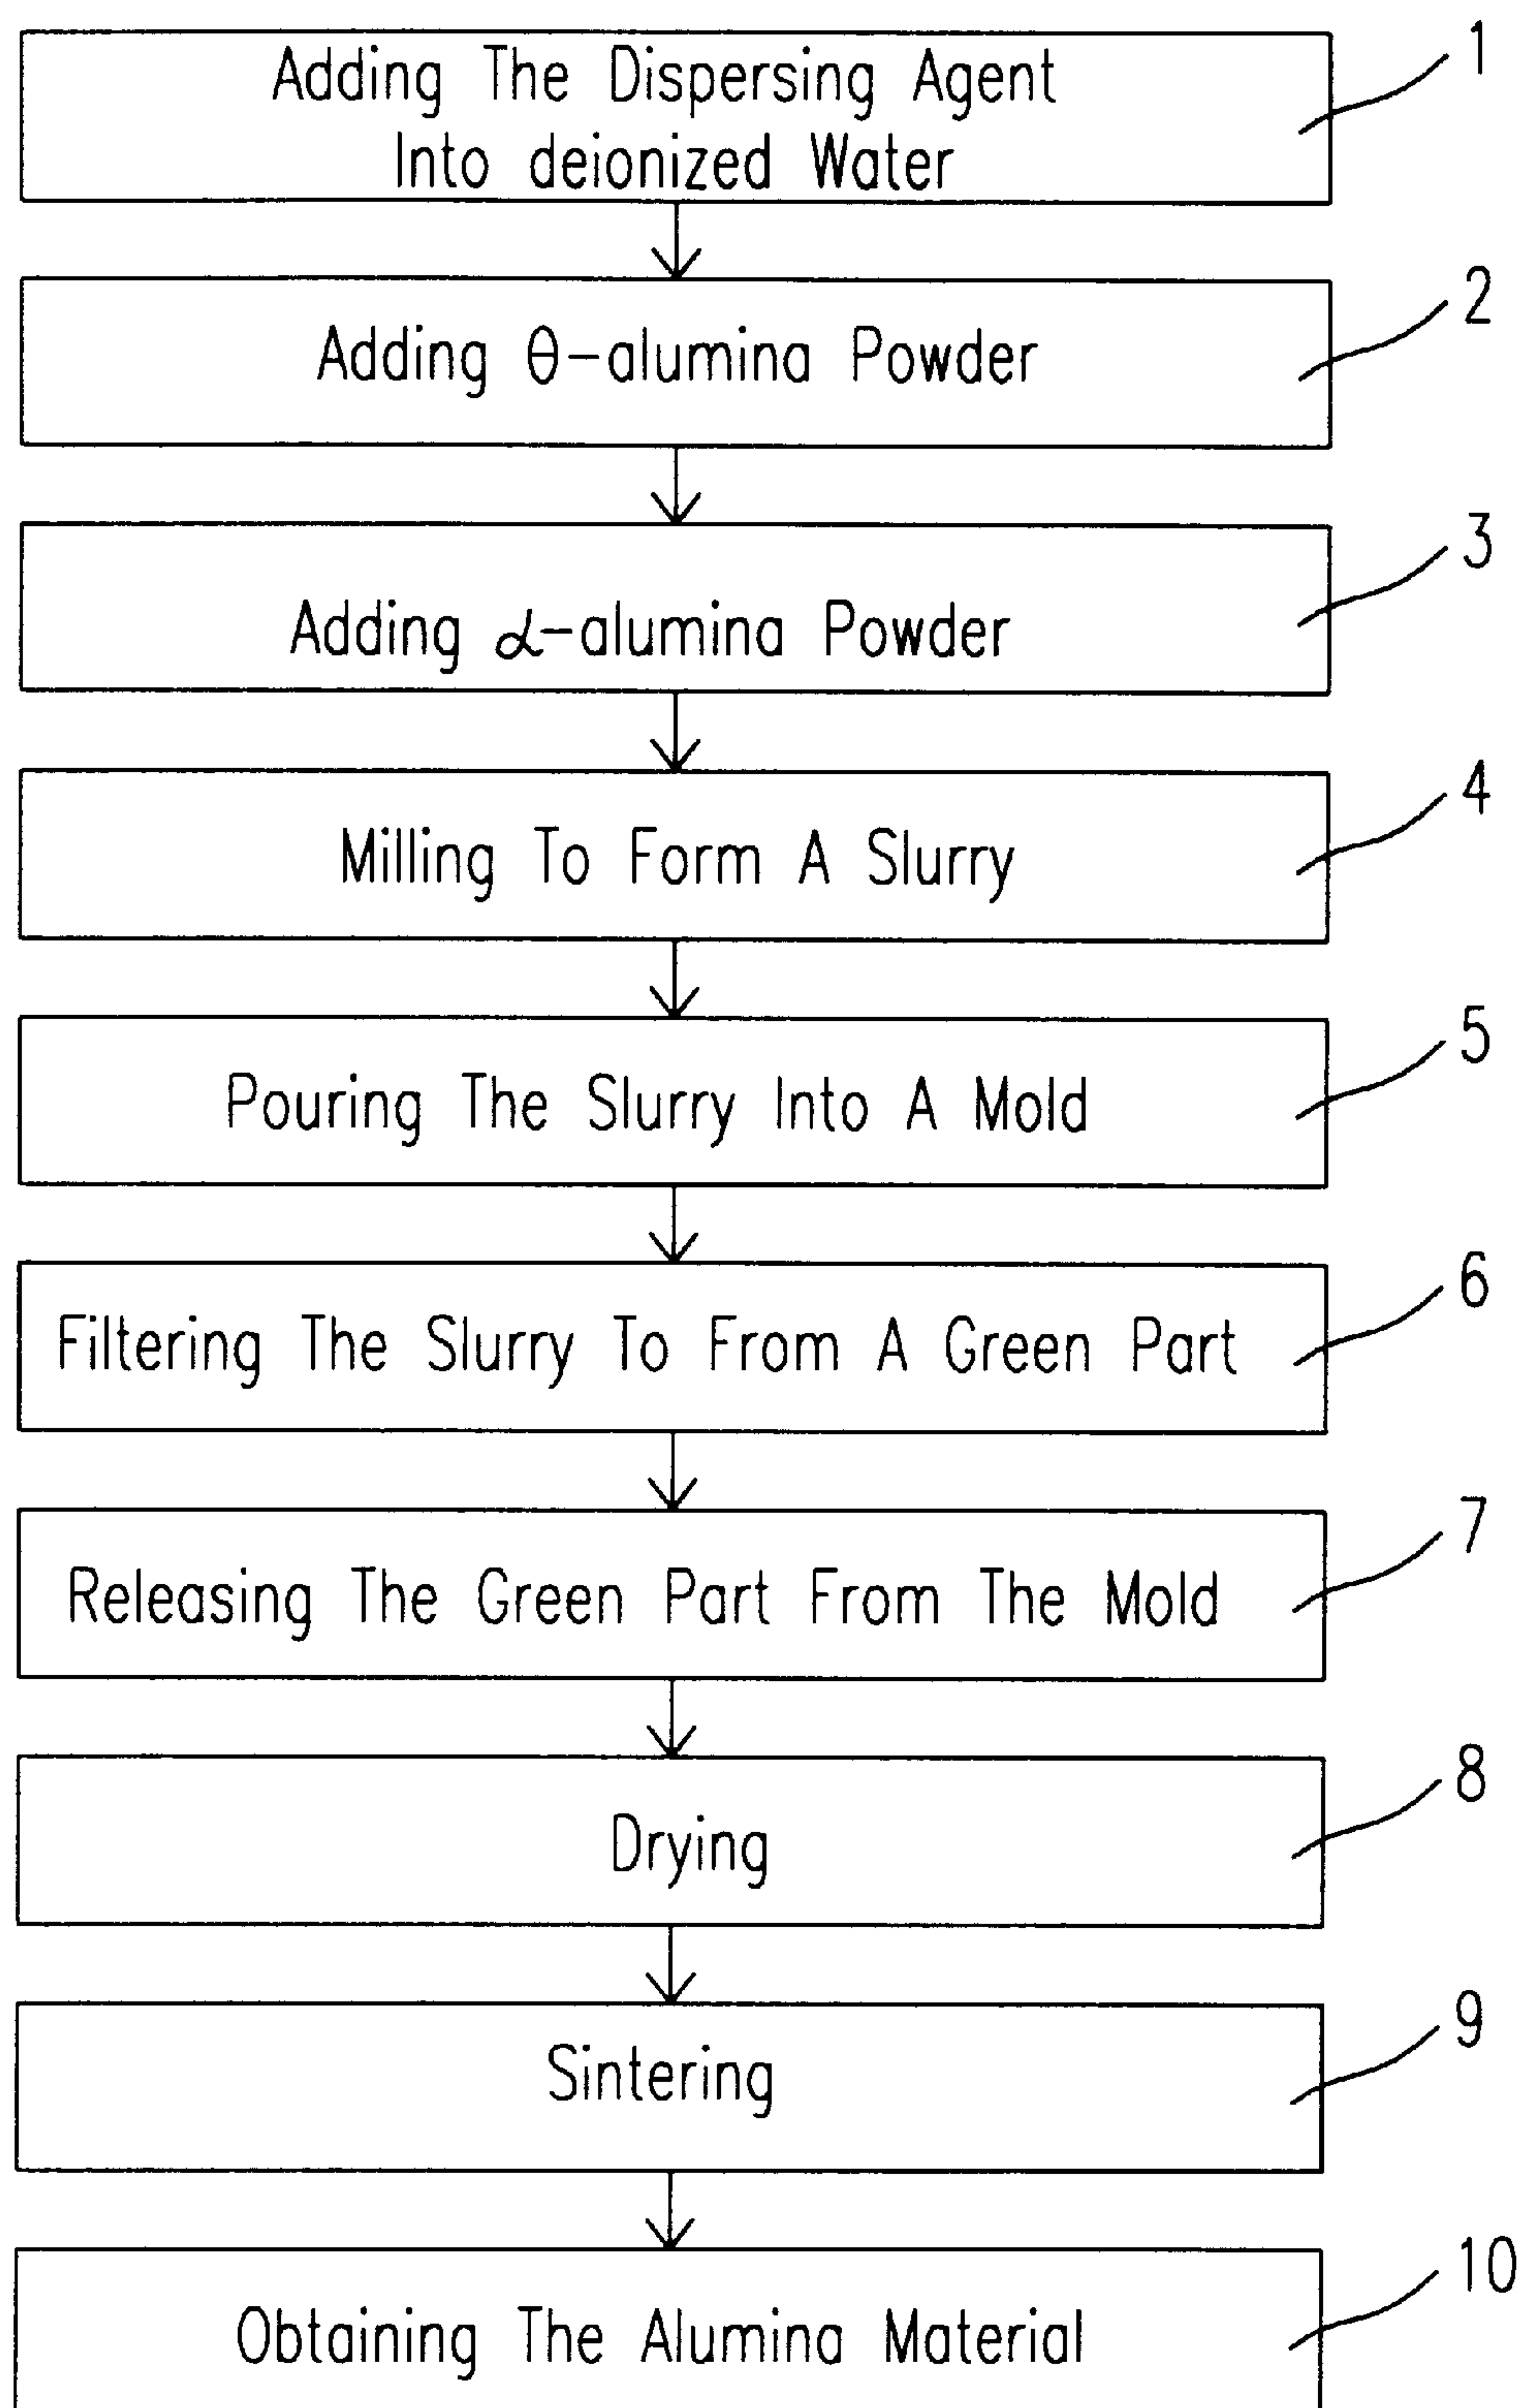 Adding The Dispersing Agent
Into deionized Water
1
Adding θ-alumina Powder
2
Adding α-alumina Powder
3
Milling To Form A Slurry
4
Pouring The Slurry Into A Mold
5
Filtering The Slurry To From A Green Part
6
Releasing The Green Part From The Mold
7
Drying
8
Sintering
9
Obtaining The Alumina Material
10